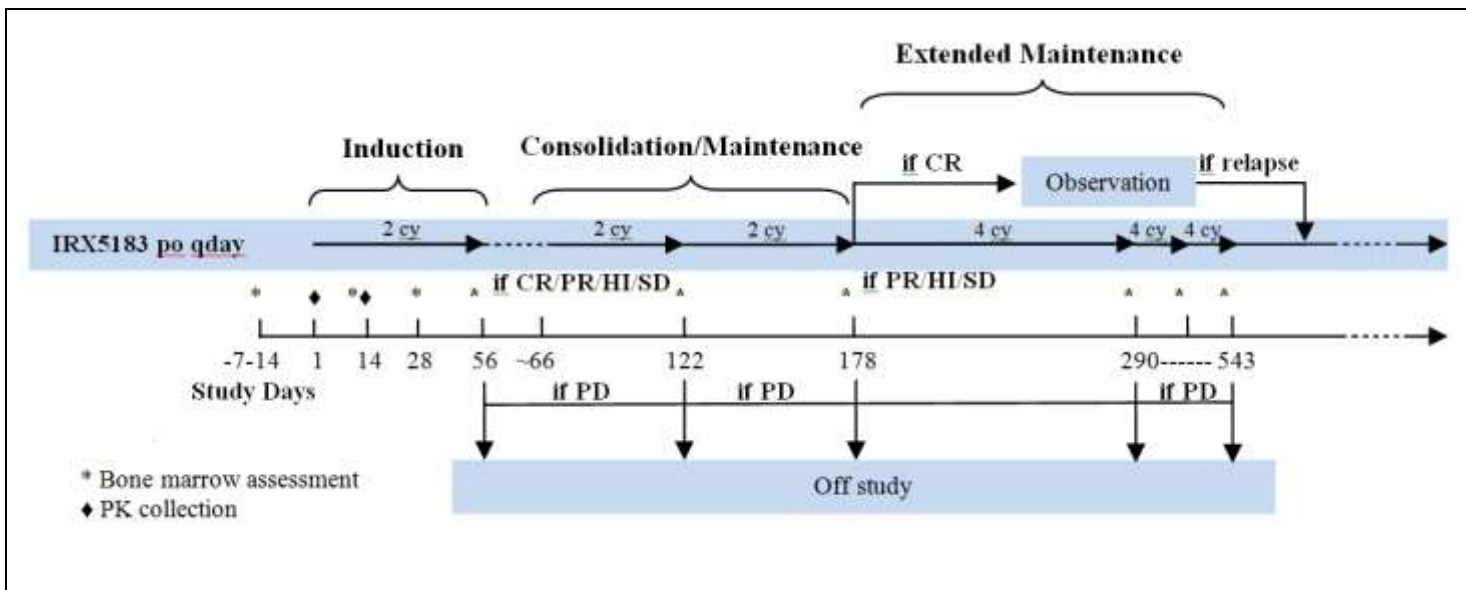 Extended Maintenance
Induction
Consolidation/Maintenance
if CR
Observation
if relapse
IRX5183 po qday
2 cy
2 cy
2 cy
4 cy
4 cy
4 cy
* if CR/PR/HI/SD
if PR/HI/SD
-7-14 1 14 28 56 ~66 122 178 290------ 543
Study Days
if PD
if PD
if PD
* Bone marrow assessment
♦ PK collection
Off study